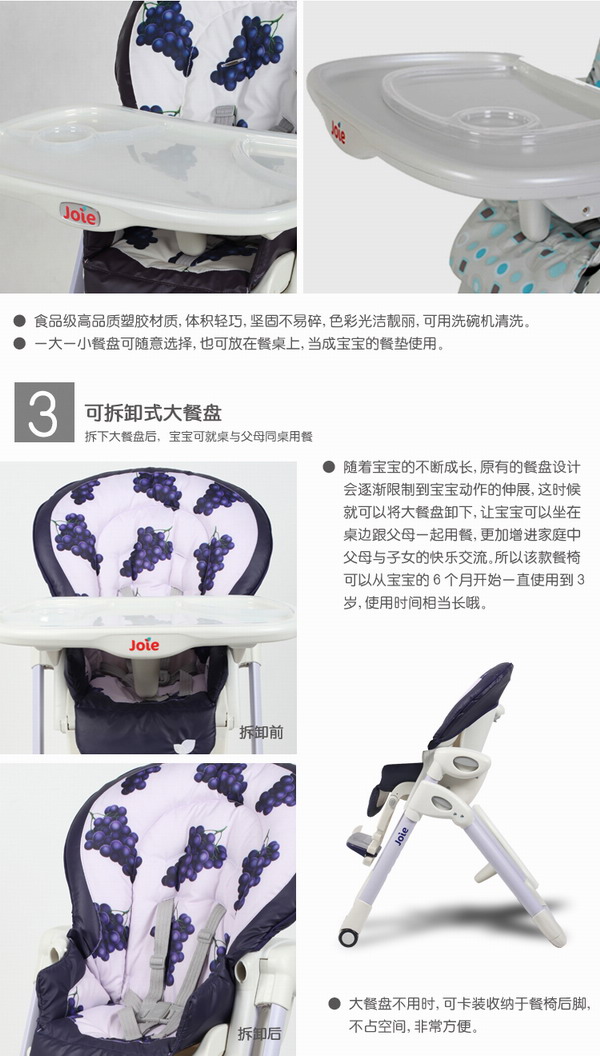 Joie
Joie
● 食品级高品质塑胶材质, 体积轻巧, 坚固不易碎, 色彩光洁靓丽, 可用洗碗机清洗。
● 一大一小餐盘可随意选择, 也可放在餐桌上, 当成宝宝的餐垫使用。
3
可拆卸式大餐盘
拆下大餐盘后, 宝宝可就桌与父母同桌用餐
● 随着宝宝的不断成长, 原有的餐盘设计
会逐渐限制到宝宝动作的伸展, 这时候
就可以将大餐盘卸下, 让宝宝可以坐在
桌边跟父母一起用餐, 更加增进家庭中
父母与子女的快乐交流。所以该款餐椅
可以从宝宝的 6 个月开始一直使用到 3
岁, 使用时间相当长哦。
Joie
拆卸前
Joie
拆卸后
● 大餐盘不用时, 可卡装收纳于餐椅后脚,
不占空间, 非常方便。